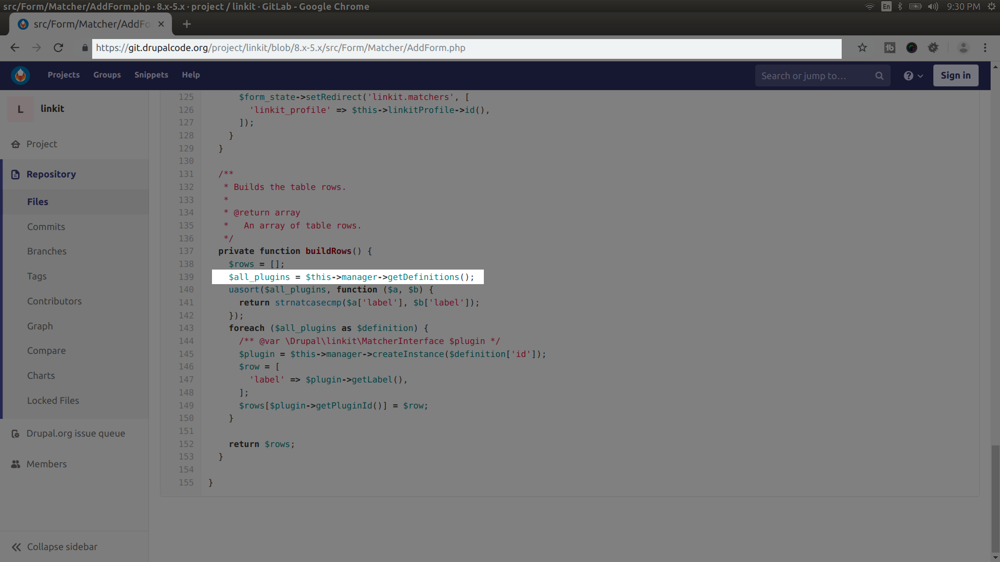 src/Form/Matcher/AddForm.php · 8.x-5.x · project / linkit · GitLab - Google Chrome
En
9:30 PM
src/Form/Matcher/AddFo
https://git.drupalcode.org/project/linkit/blob/8.x-5.x/src/Form/Matcher/AddForm.php
Projects Groups Snippets Help
Search or jump to…
Sign in
L linkit
Project
Repository
Files
Commits
Branches
Tags
Contributors
Graph
Compare
Charts
Locked Files
Drupal.org issue queue
Members
Collapse sidebar
125       $form_state->setRedirect('linkit.matchers', [
126         'linkit_profile' => $this->linkitProfile->id(),
127       ]);
128     }
129   }
130
131   /**
132    * Builds the table rows.
133    *
134    * @return array
135    *   An array of table rows.
136    */
137   private function buildRows() {
138     $rows = [];
139     $all_plugins = $this->manager->getDefinitions();
140     uasort($all_plugins, function ($a, $b) {
141       return strnatcasecmp($a['label'], $b['label']);
142     });
143     foreach ($all_plugins as $definition) {
144       /** @var \Drupal\linkit\MatcherInterface $plugin */
145       $plugin = $this->manager->createInstance($definition['id']);
146       $row = [
147         'label' => $plugin->getLabel(),
148       ];
149       $rows[$plugin->getPluginId()] = $row;
150     }
151
152     return $rows;
153   }
154
155 }